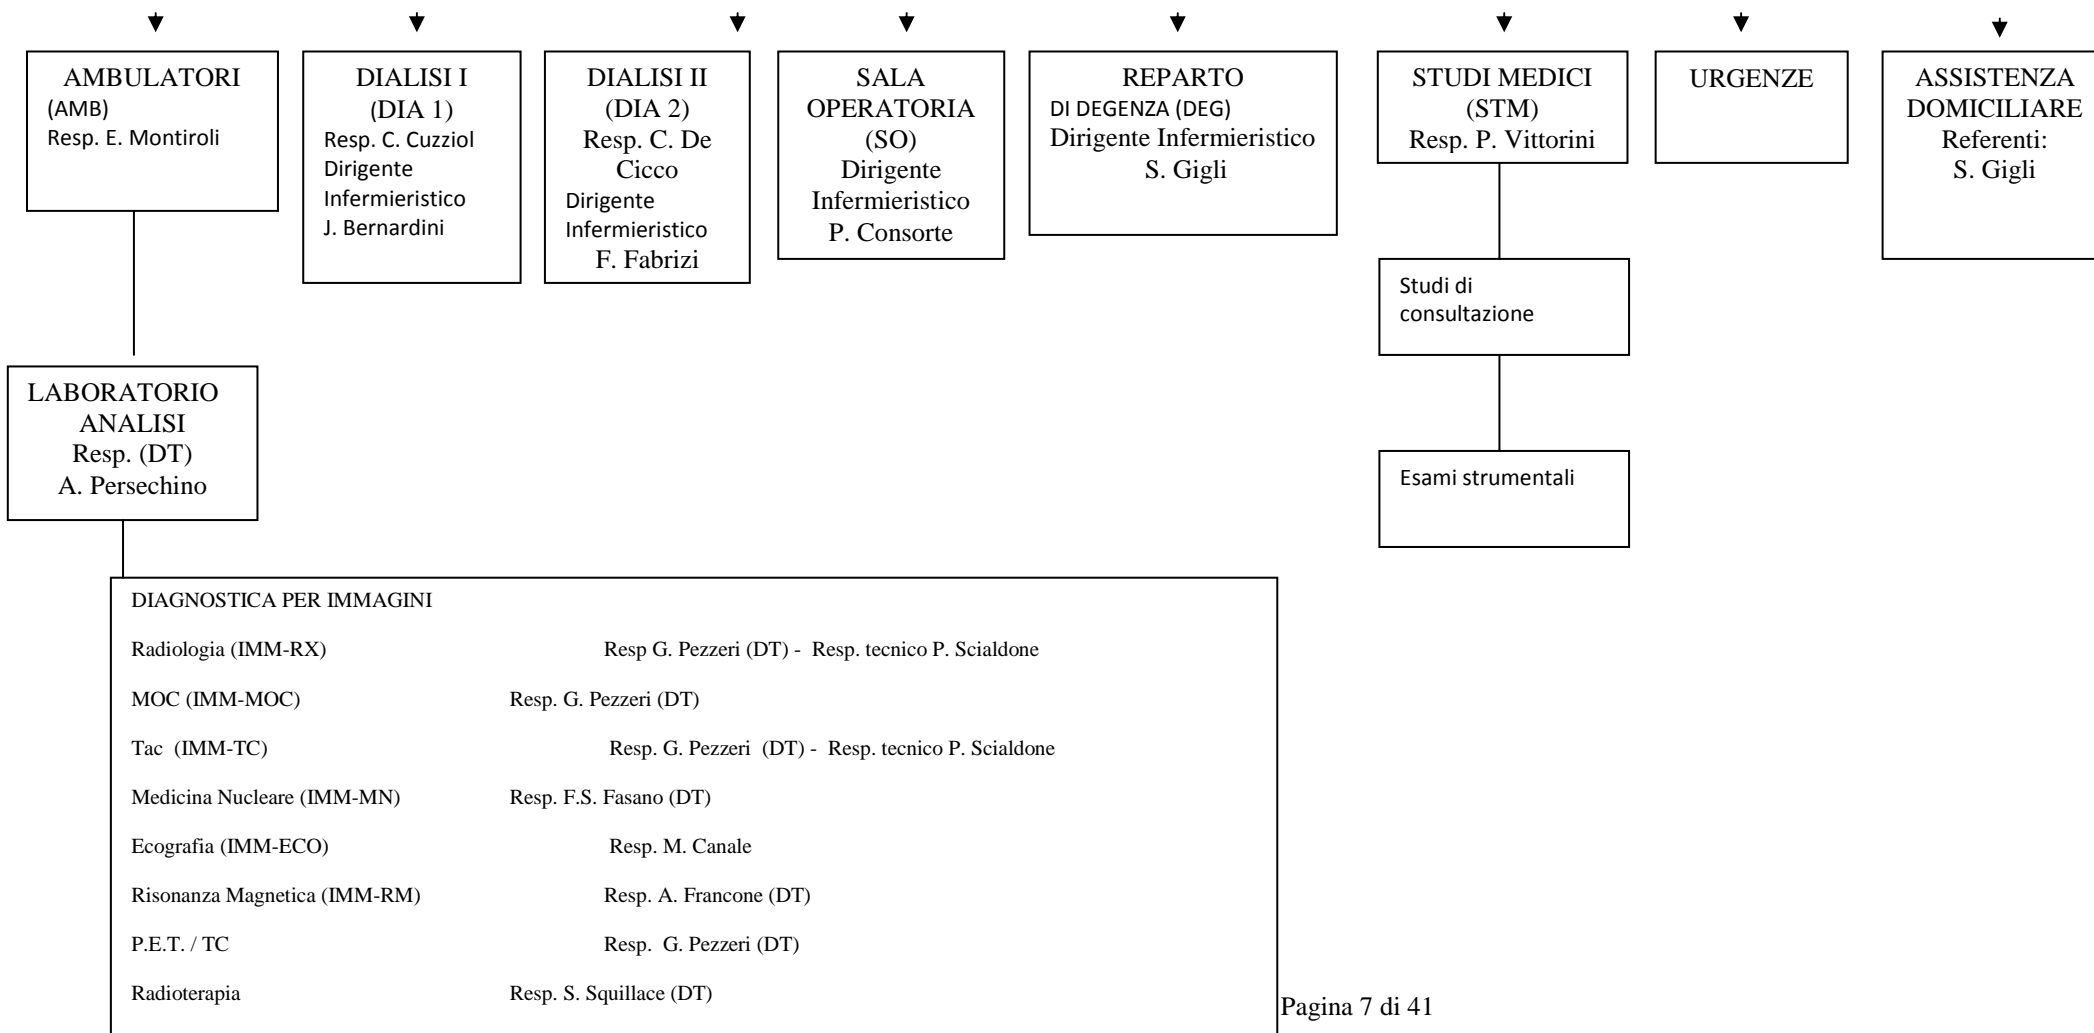 AMBULATORI
(AMB)
Resp. E. Montiroli
DIALISI I
(DIA 1)
Resp. C. Cuzziol
Dirigente
Infermieristico
J. Bernardini
DIALISI II
(DIA 2)
Resp. C. De
Cicco
Dirigente
Infermieristico
F. Fabrizi
SALA
OPERATORIA
(SO)
Dirigente
Infermieristico
P. Consorte
REPARTO
DI DEGENZA (DEG)
Dirigente Infermieristico
S. Gigli
STUDI MEDICI
(STM)
Resp. P. Vittorini
URGENZE
ASSISTENZA
DOMICILIARE
Referenti:
S. Gigli
Studi di
consultazione
Esami strumentali
LABORATORIO
ANALISI
Resp. (DT)
A. Persechino
DIAGNOSTICA PER IMMAGINI
Radiologia (IMM-RX) Resp G. Pezzeri (DT) - Resp. tecnico P. Scialdone
MOC (IMM-MOC) Resp. G. Pezzeri (DT)
Tac (IMM-TC) Resp. G. Pezzeri (DT) - Resp. tecnico P. Scialdone
Medicina Nucleare (IMM-MN) Resp. F.S. Fasano (DT)
Ecografia (IMM-ECO) Resp. M. Canale
Risonanza Magnetica (IMM-RM) Resp. A. Francone (DT)
P.E.T. / TC Resp. G. Pezzeri (DT)
Radioterapia Resp. S. Squillace (DT)
Pagina 7 di 41